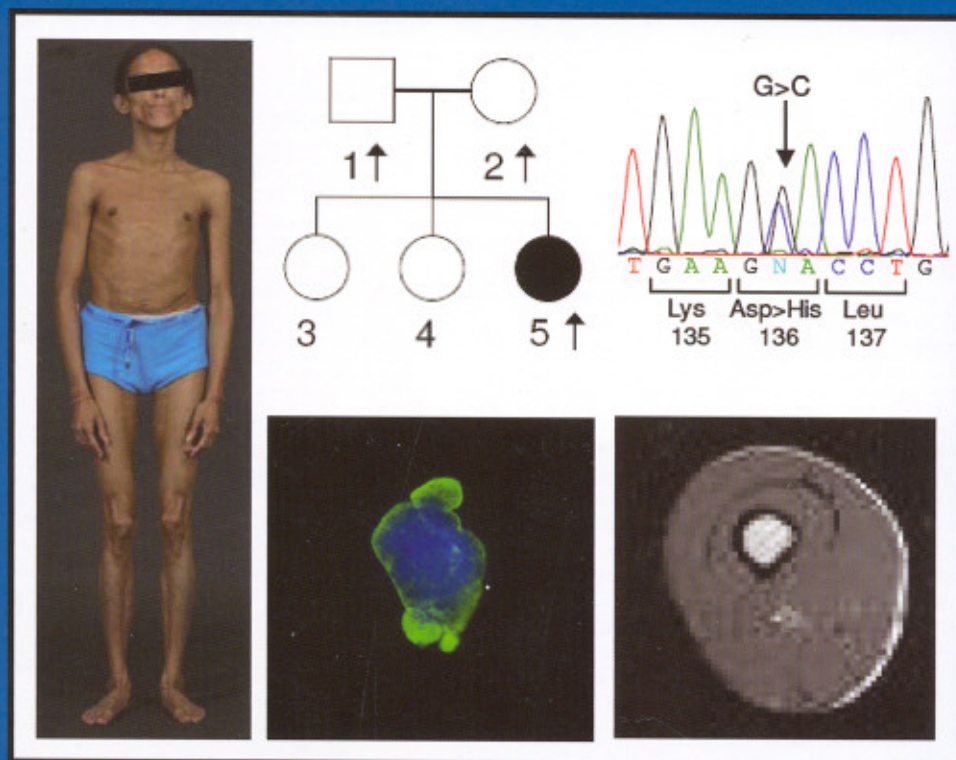 G>C
1↑ 2↑
3 4 5↑
T G A A G N A C C T G
Lys Asp>His Leu
135 136 137